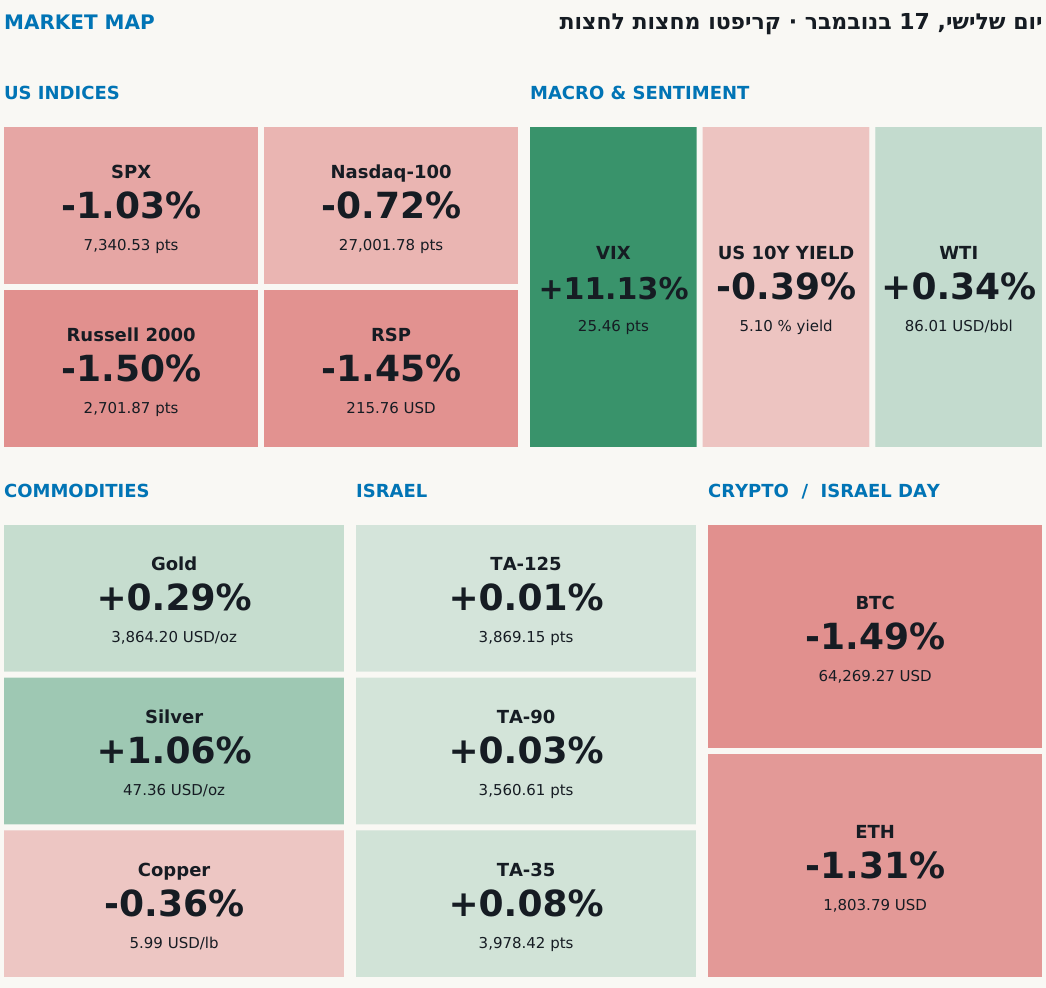 MARKET MAP
יום שלישי, 17 בנובמבר · קריפטו מחצות לחצות
US INDICES
SPX
-1.03%
7,340.53 pts
Nasdaq-100
-0.72%
27,001.78 pts
Russell 2000
-1.50%
2,701.87 pts
RSP
-1.45%
215.76 USD
MACRO & SENTIMENT
VIX
+11.13%
25.46 pts
US 10Y YIELD
-0.39%
5.10 % yield
WTI
+0.34%
86.01 USD/bbl
COMMODITIES
Gold
+0.29%
3,864.20 USD/oz
Silver
+1.06%
47.36 USD/oz
Copper
-0.36%
5.99 USD/lb
ISRAEL
TA-125
+0.01%
3,869.15 pts
TA-90
+0.03%
3,560.61 pts
TA-35
+0.08%
3,978.42 pts
CRYPTO / ISRAEL DAY
BTC
-1.49%
64,269.27 USD
ETH
-1.31%
1,803.79 USD